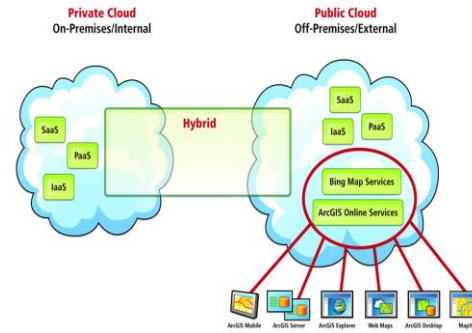 Private Cloud
On-Premises/Internal
Public Cloud
Off-Premises/External
SaaS
PaaS
IaaS
Hybrid
SaaS
IaaS
PaaS
Bing Map Services
ArcGIS Online Services
ArcGIS Mobile
ArcGIS Server
ArcGIS Explorer
Web Maps
ArcGIS Desktop